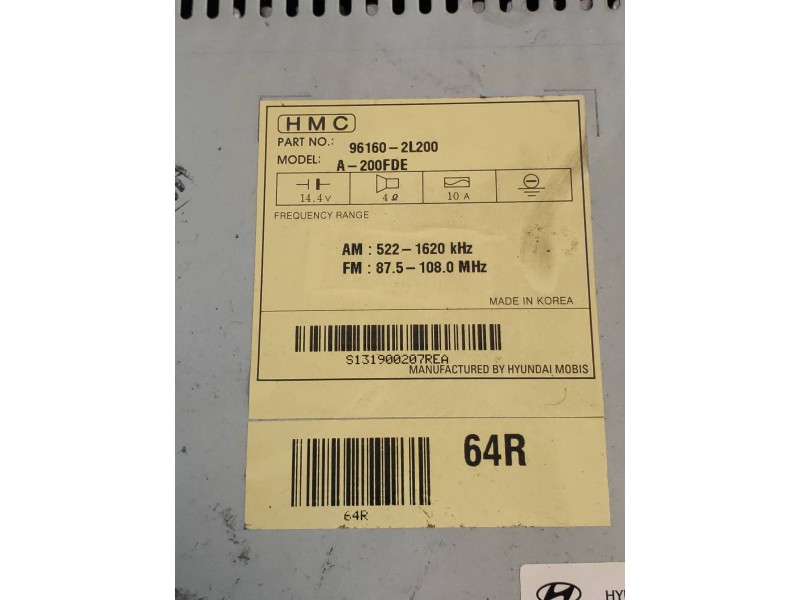 HMC
PART NO.: 96160-2L200
MODEL: A-200FDE
14.4V 4Ω 10 A
FREQUENCY RANGE
AM : 522-1620 kHz
FM : 87.5-108.0 MHz
MADE IN KOREA
S131900207REA
MANUFACTURED BY HYUNDAI MOBIS
64R
64R